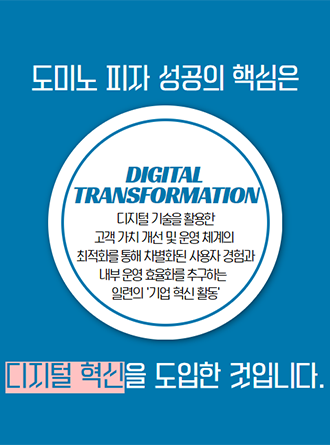 도미노 피자 성공의 핵심은
DIGITAL
TRANSFORMATION
디지털 기술을 활용한
고객 가치 개선 및 운영 체계의
최적화를 통해 차별화된 사용자 경험과
내부 운영 효율화를 추구하는
일련의 '기업 혁신 활동'
디지털 혁신을 도입한 것입니다.